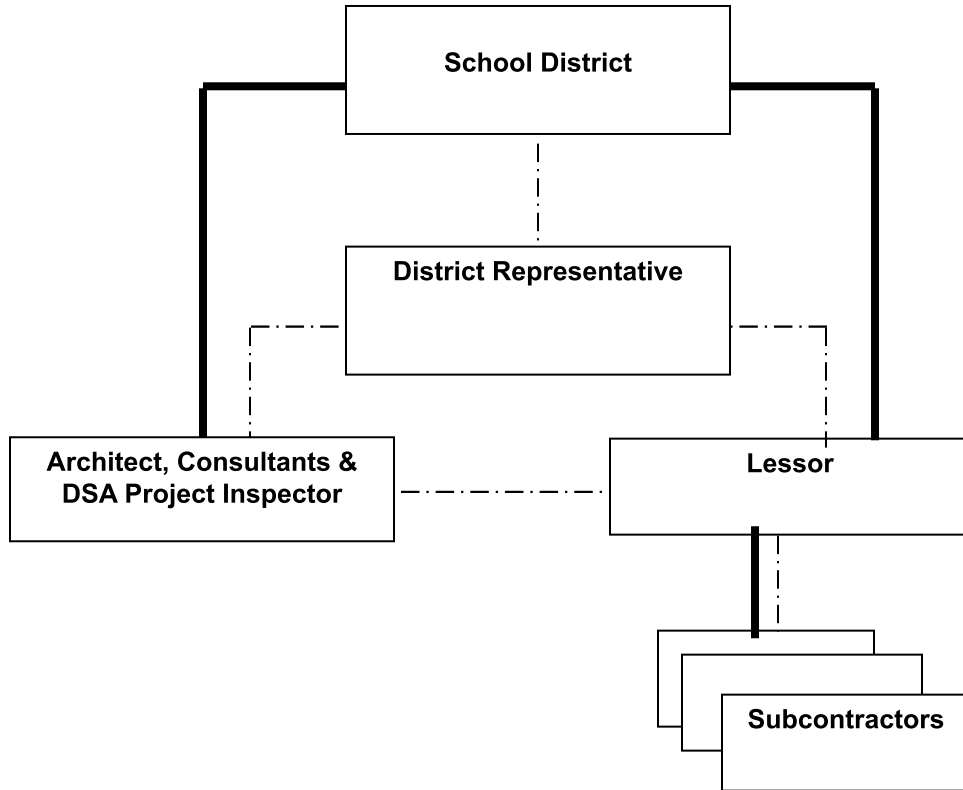 School District
District Representative
Architect, Consultants &
DSA Project Inspector
Lessor
Subcontractors